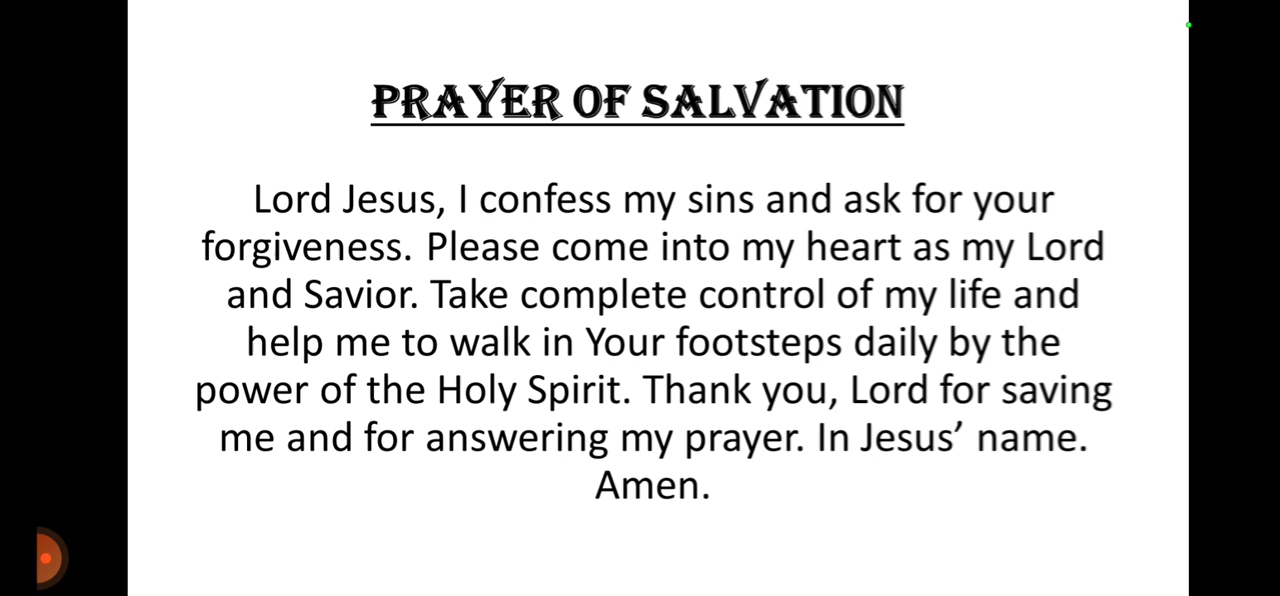 PRAYER OF SALVATION
Lord Jesus, I confess my sins and ask for your
forgiveness. Please come into my heart as my Lord
and Savior. Take complete control of my life and
help me to walk in Your footsteps daily by the
power of the Holy Spirit. Thank you, Lord for saving
me and for answering my prayer. In Jesus’ name.
Amen.